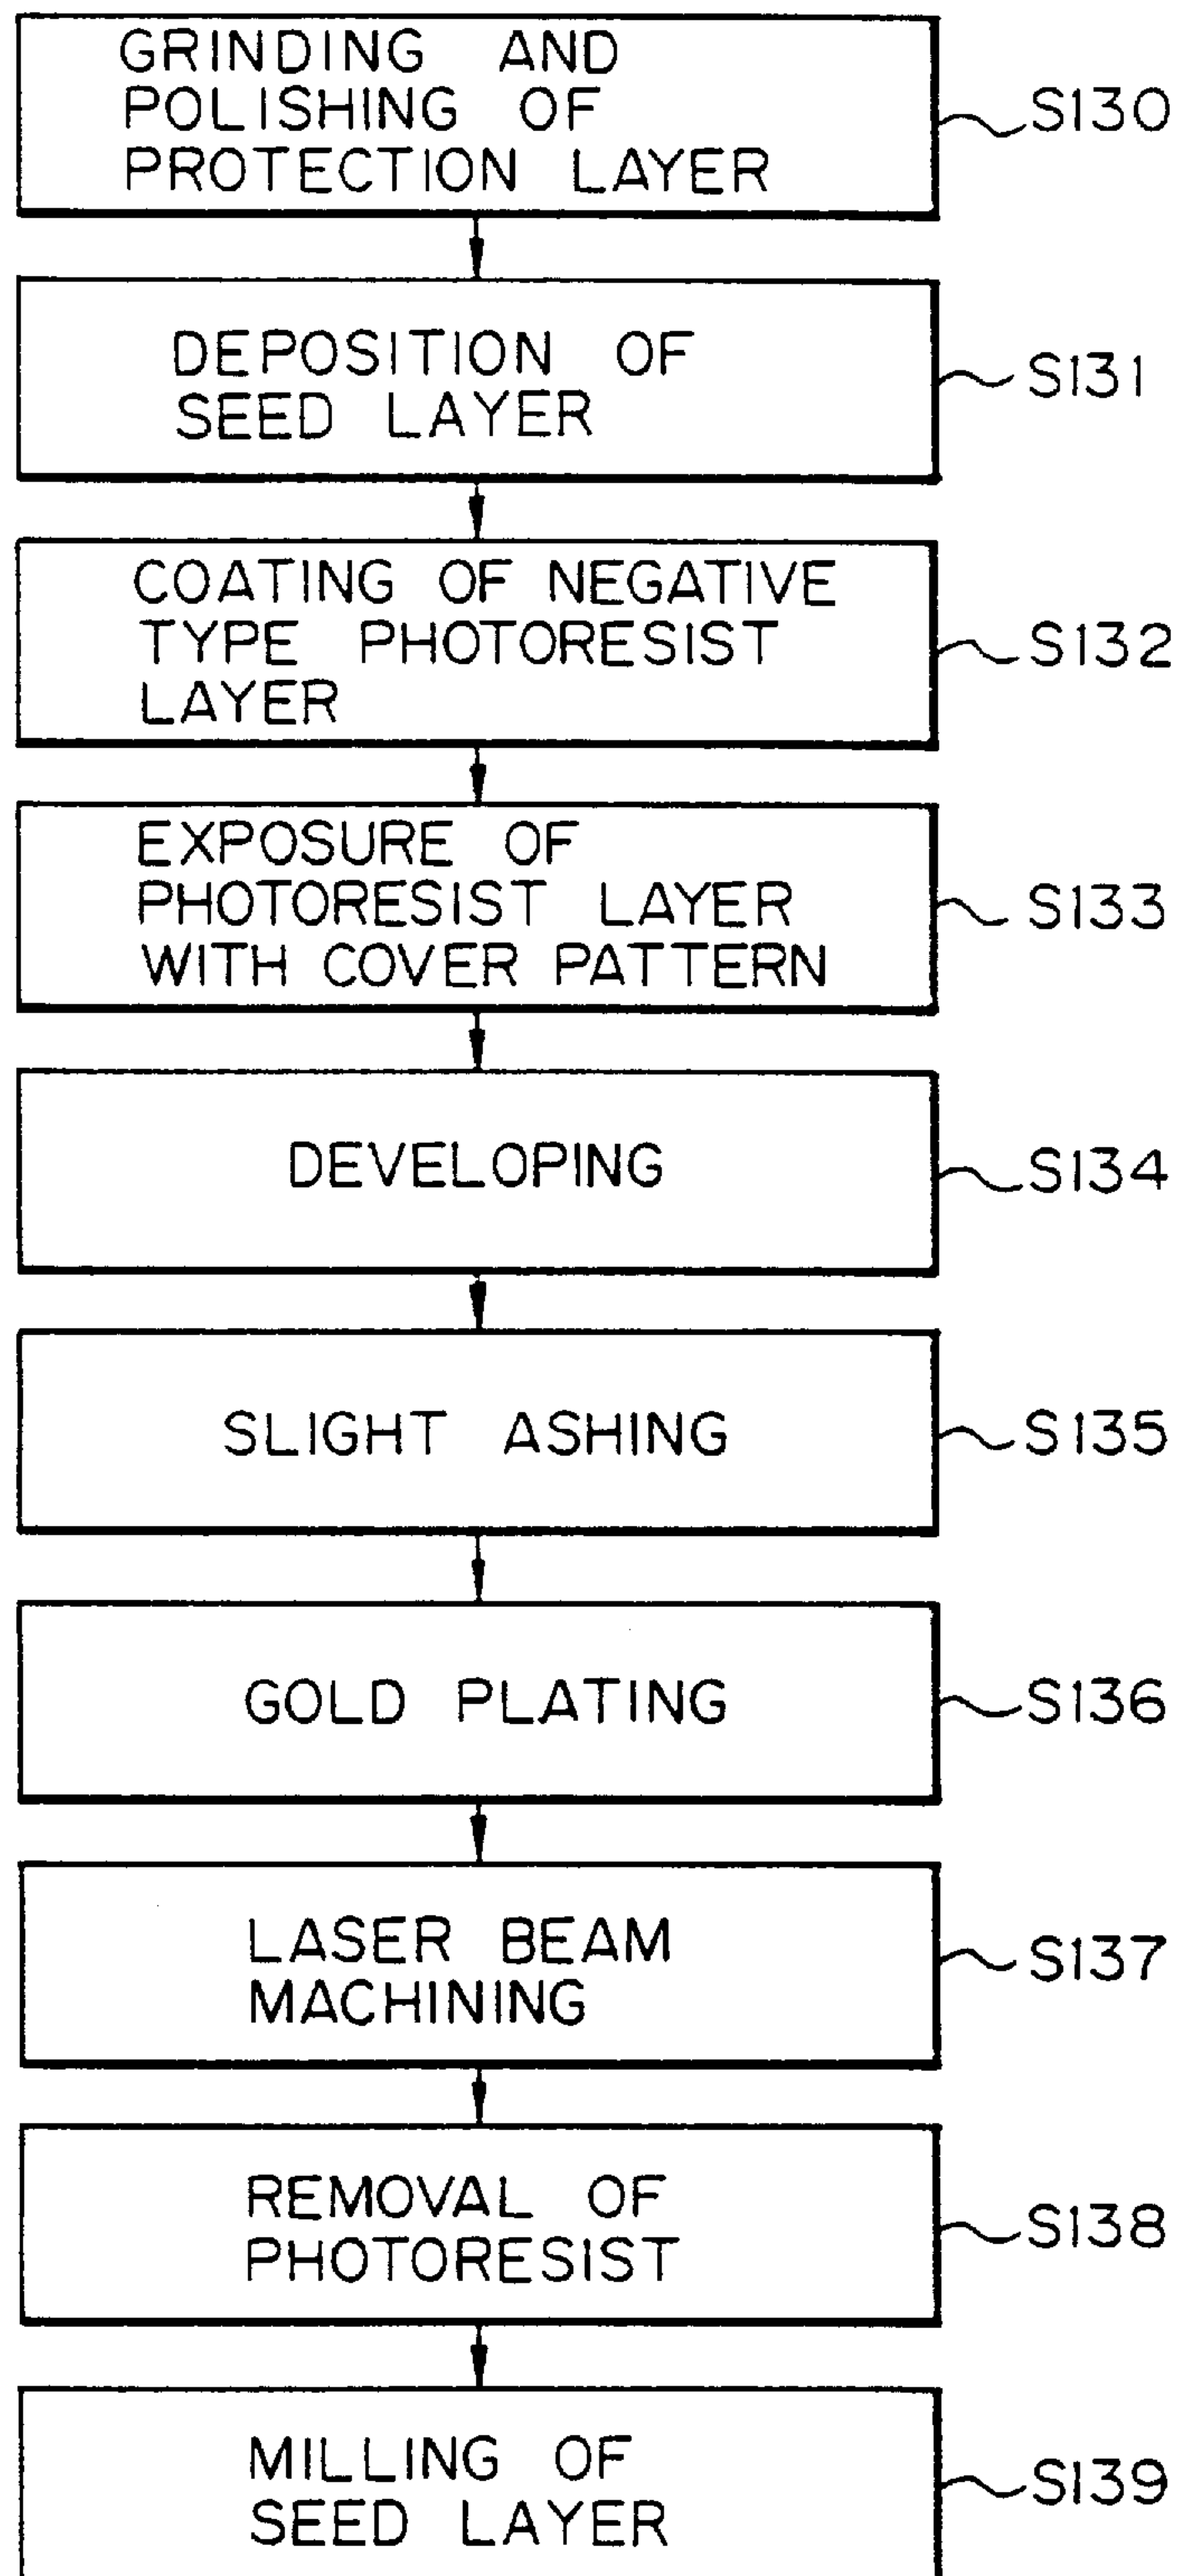 GRINDING AND
POLISHING OF
PROTECTION LAYER
S130
DEPOSITION OF
SEED LAYER
S131
COATING OF NEGATIVE
TYPE PHOTORESIST
LAYER
S132
EXPOSURE OF
PHOTORESIST LAYER
WITH COVER PATTERN
S133
DEVELOPING
S134
SLIGHT ASHING
S135
GOLD PLATING
S136
LASER BEAM
MACHINING
S137
REMOVAL OF
PHOTORESIST
S138
MILLING OF
SEED LAYER
S139